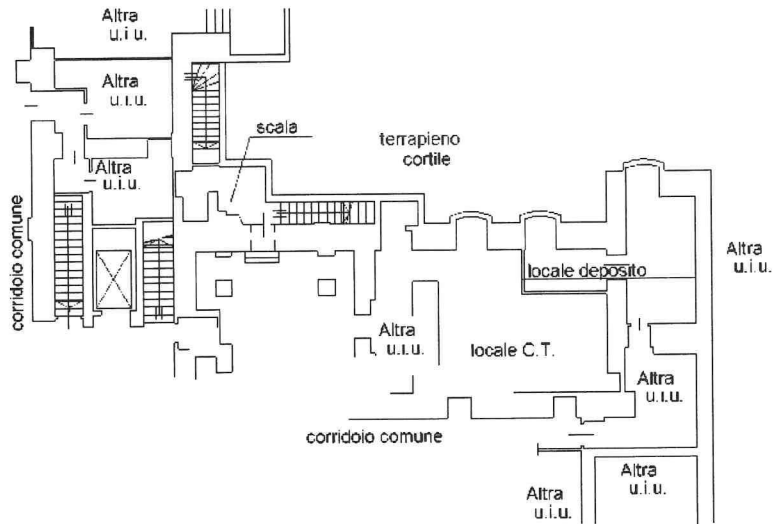 Altra
u.i u.
Altra
u.i.u.
scala
terrapieno
cortile
Altra
u.i.u.
corridoio comune
Altra
u.i.u.
locale deposito
Altra
u.i.u.
locale C.T.
Altra
u.i.u.
corridoio comune
Altra
u.i.u.
Altra
u.i.u.